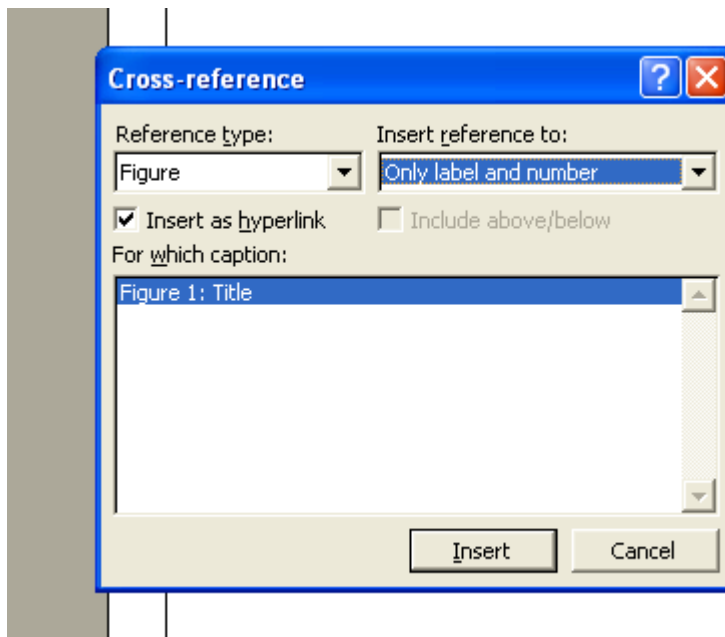 Cross-reference
Reference type:
Insert reference to:
Figure
Only label and number
Insert as hyperlink
Include above/below
For which caption:
Figure 1: Title
Insert
Cancel